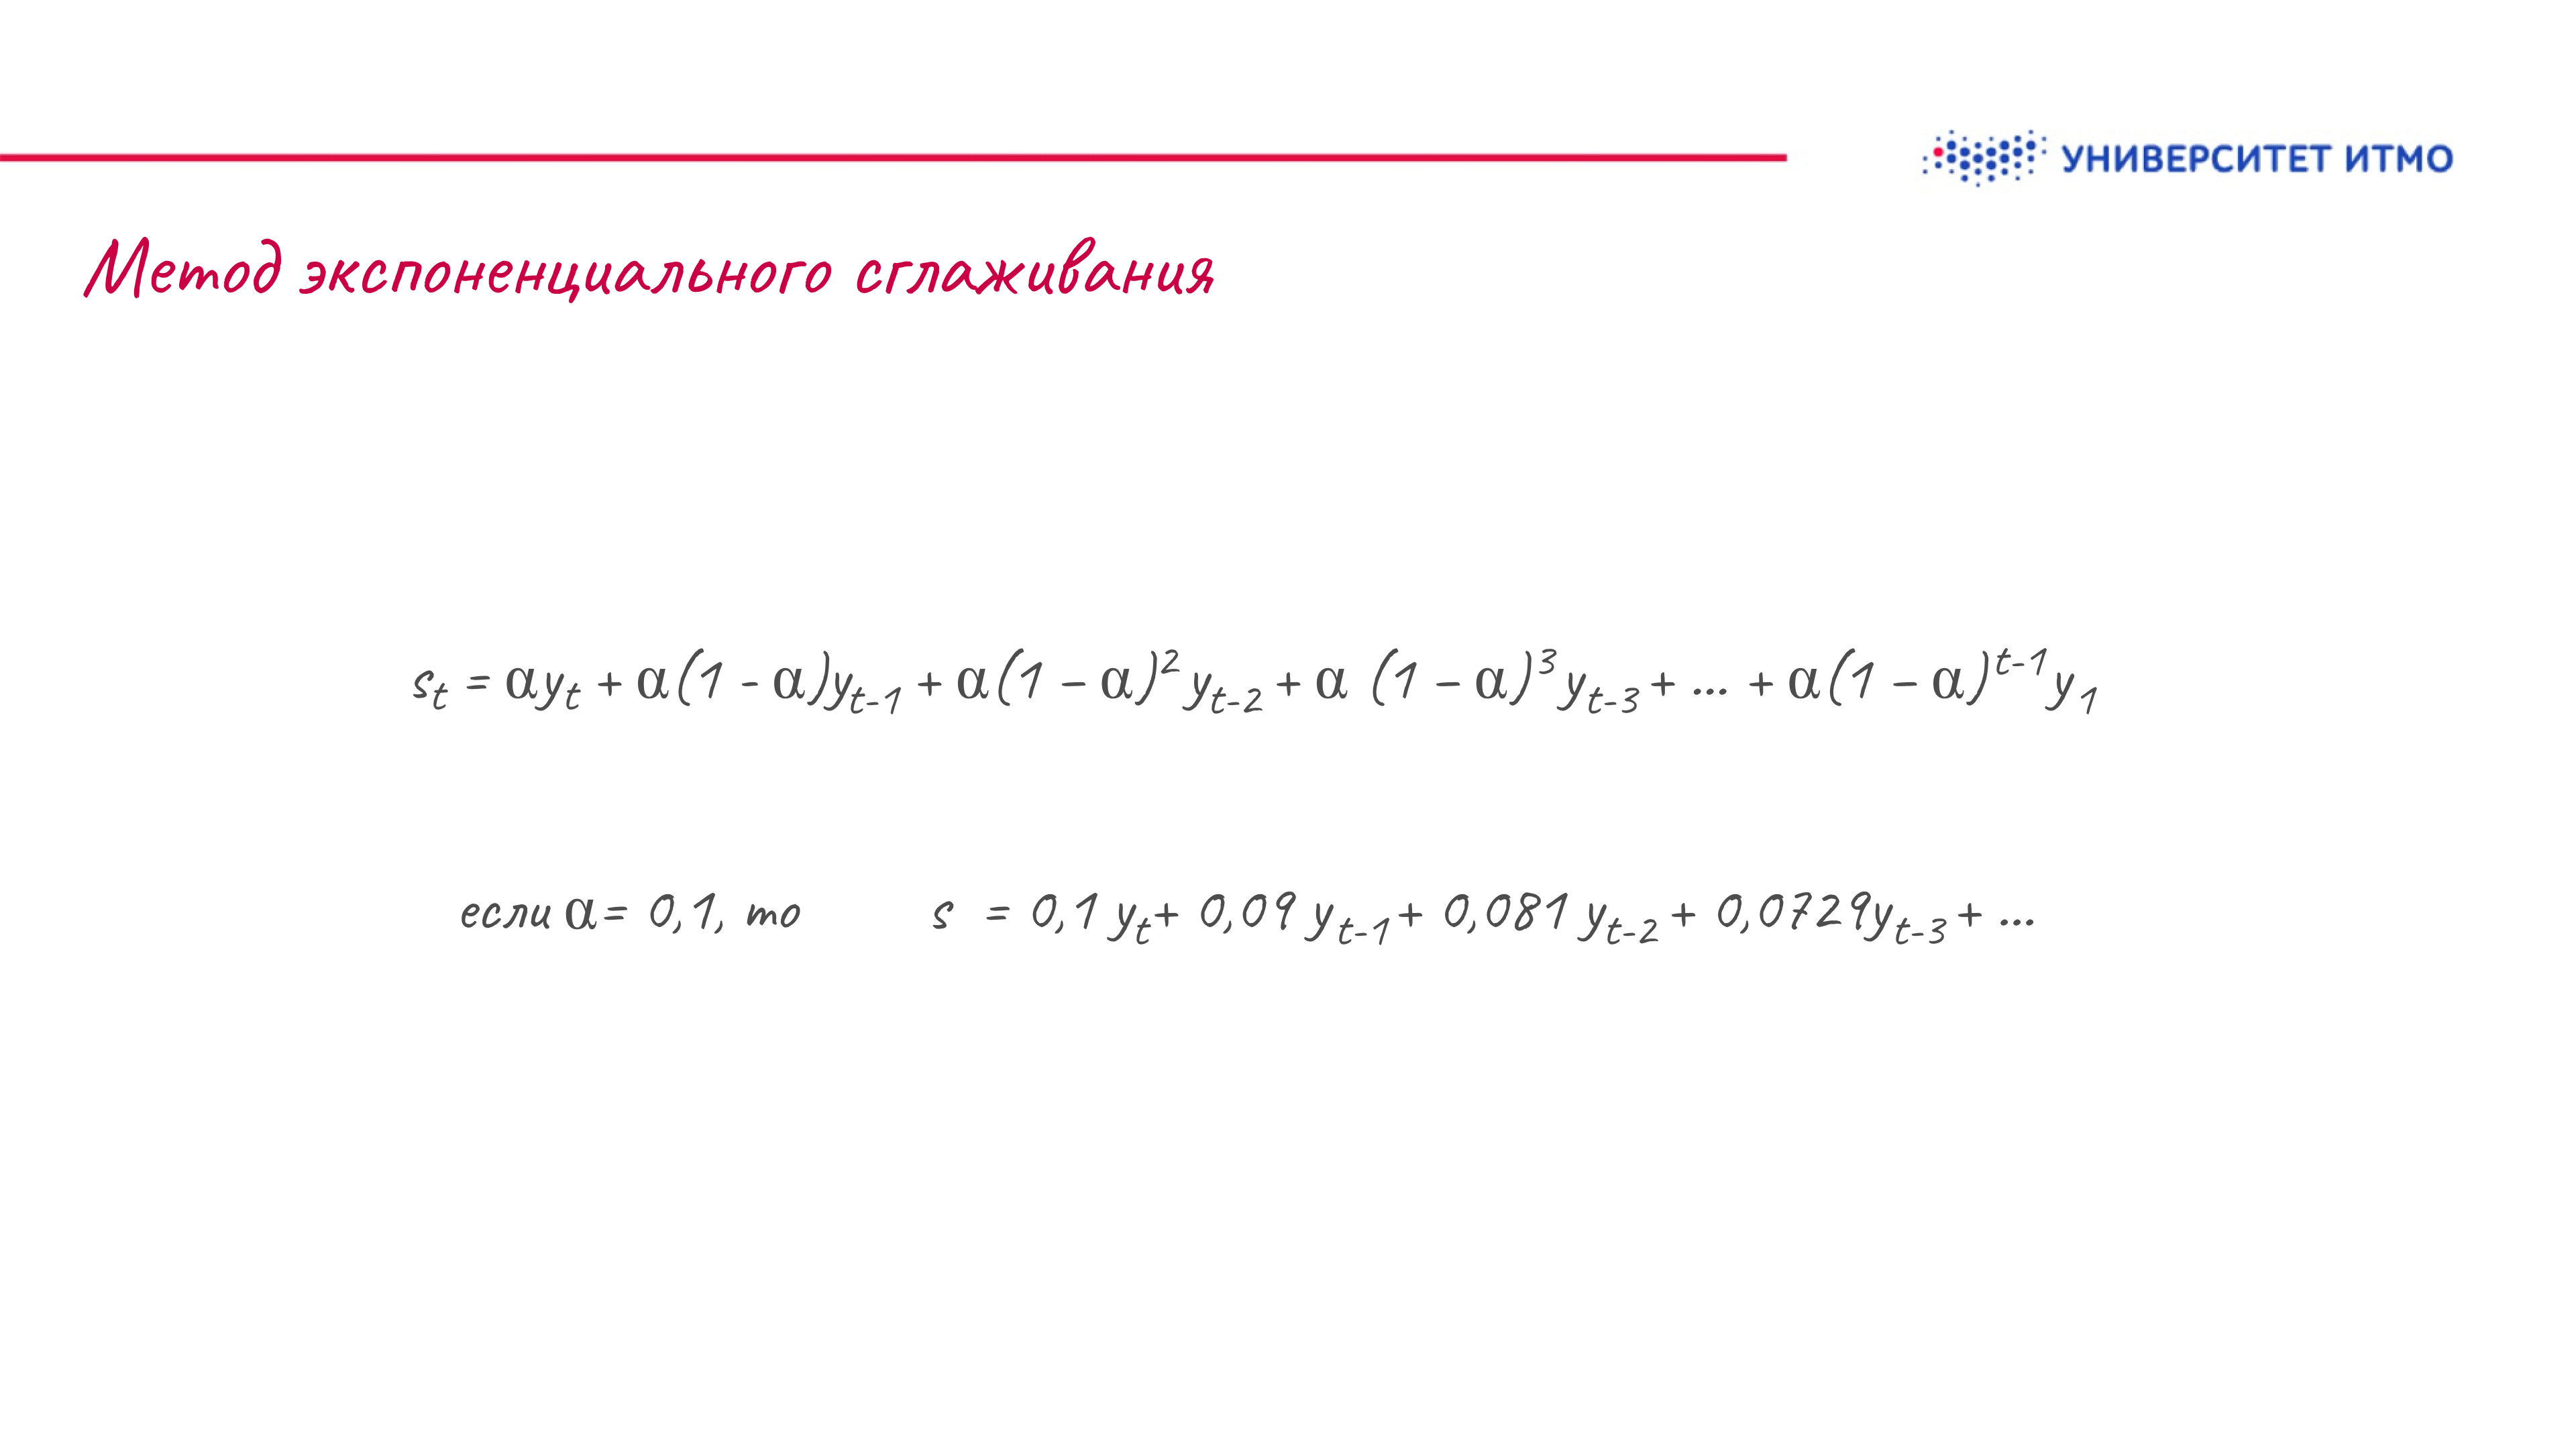 УНИВЕРСИТЕТ ИТМО
Метод экспоненциального сглаживания
sₜ = αyₜ + α(1 - α)yₜ₋₁ + α(1 – α)²yₜ₋₂ + α (1 – α)³yₜ₋₃ + ... + α(1 – α)ᵗ⁻¹y₁
если α= 0,1, то s = 0,1 yₜ+ 0,09 yₜ₋₁ + 0,081 yₜ₋₂ + 0,0729yₜ₋₃ + ...